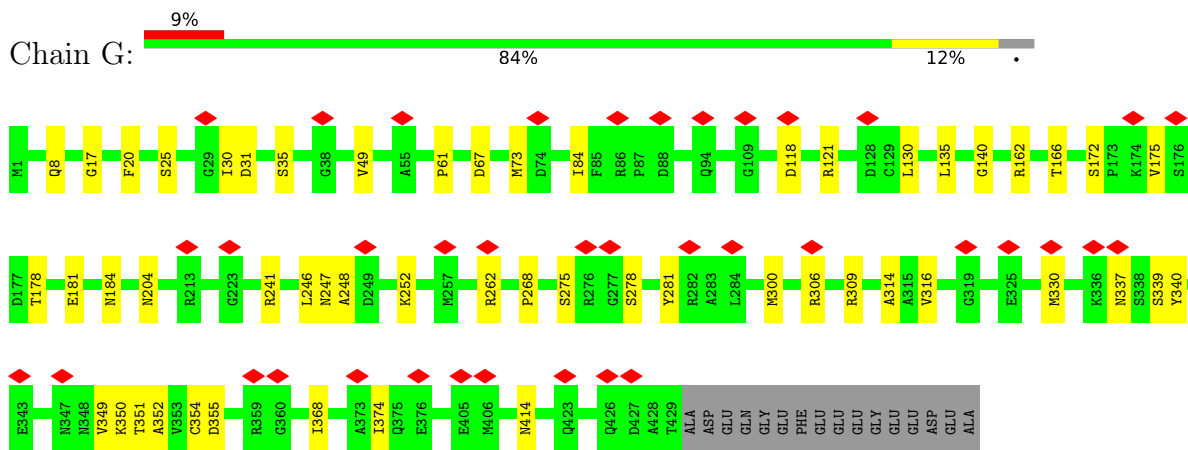 9%
Chain G:
84% 12% •
M1 Q8 G17 F20 S25 G29 I30 D31 S35 G38 V49 A55 P61 D67 M73 D74 I84 F85 R86 P87 D88 Q94 G109 D118 R121 D128 C129 L130 L135 G140 R162 T166 S172 P173 K174 V175 S176
D177 T178 E181 N184 N204 R213 G223 R241 L246 N247 A248 D249 K252 M257 R262 P268 S275 R276 G277 S278 Y281 R282 A283 L284 M300 R306 R309 A314 A315 V316 G319 E325 M330 K336 N337 S338 S339 Y340
E343 N347 N348 V349 K350 T351 A352 V353 C354 D355 R359 G360 I368 A373 I374 Q375 E376 E405 M406 N414 Q423 Q426 D427 A428 T429 ALA ASP GLU GLN GLY GLU PHE GLU GLU GLU GLY GLU GLU ASP GLU ALA